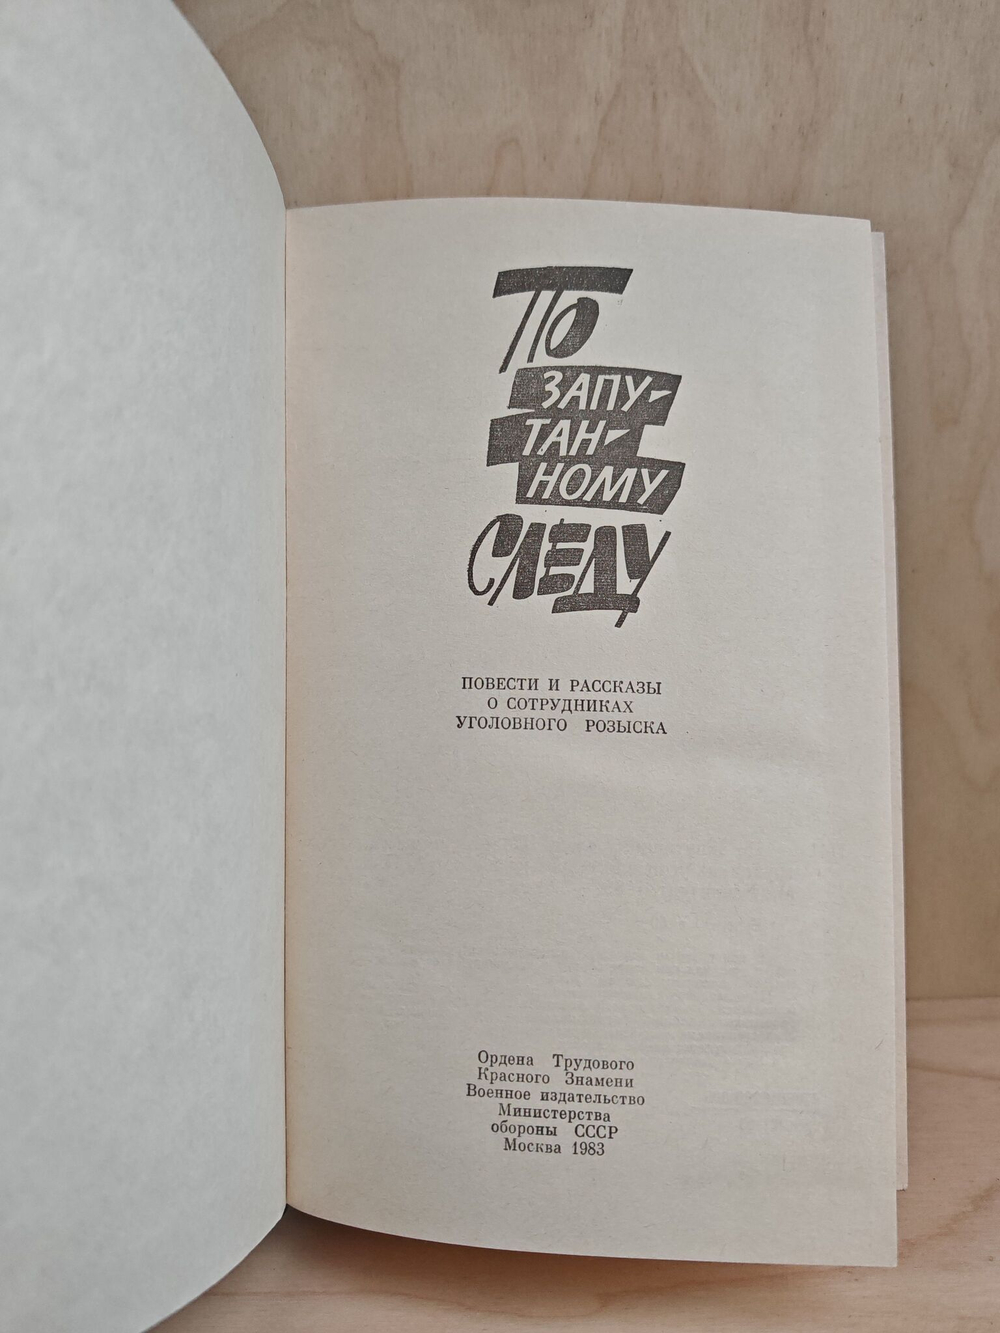 По
ЗАПУ-
ТАН-
НОМУ
СЛЕДУ
ПОВЕСТИ И РАССКАЗЫ
О СОТРУДНИКАХ
УГОЛОВНОГО РОЗЫСКА
Ордена Трудового
Красного Знамени
Военное издательство
Министерства
обороны СССР
Москва 1983